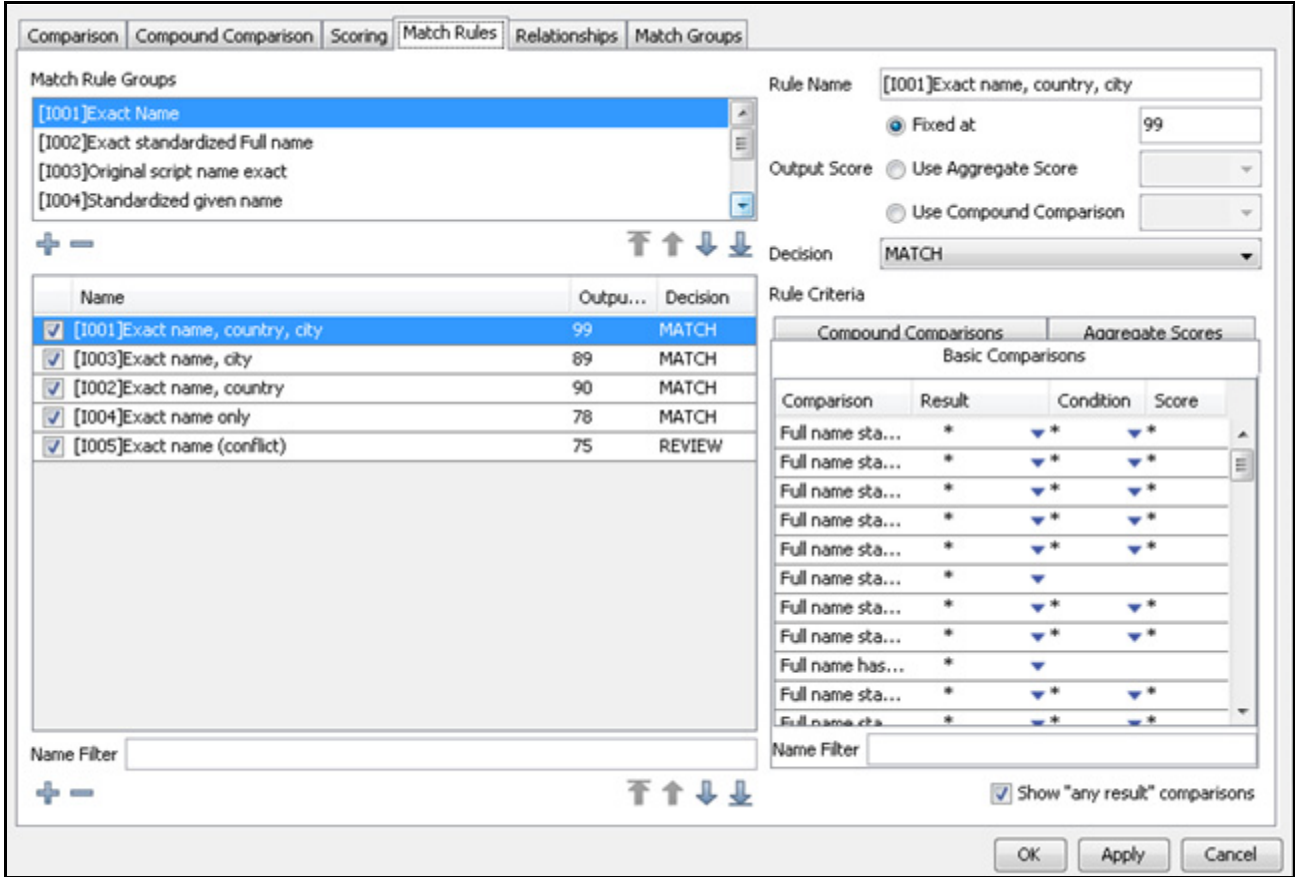 Comparison Compound Comparison Scoring Match Rules Relationships Match Groups
Match Rule Groups
[I001]Exact Name
[I002]Exact standardized Full name
[I003]Original script name exact
[I004]Standardized given name
Name Outpu... Decision
[I001]Exact name, country, city 99 MATCH
[I003]Exact name, city 89 MATCH
[I002]Exact name, country 90 MATCH
[I004]Exact name only 78 MATCH
[I005]Exact name (conflict) 75 REVIEW
Name Filter
Rule Name [I001]Exact name, country, city
Fixed at 99
Output Score Use Aggregate Score
Use Compound Comparison
Decision MATCH
Rule Criteria
Compound Comparisons Aggregate Scores
Basic Comparisons
Comparison Result Condition Score
Full name sta... * * *
Full name sta... * * *
Full name sta... * * *
Full name sta... * * *
Full name sta... * * *
Full name sta... *
Full name sta... * * *
Full name sta... * * *
Full name has... *
Full name sta... * * *
Full name sta... * * *
Name Filter
Show "any result" comparisons
OK Apply Cancel